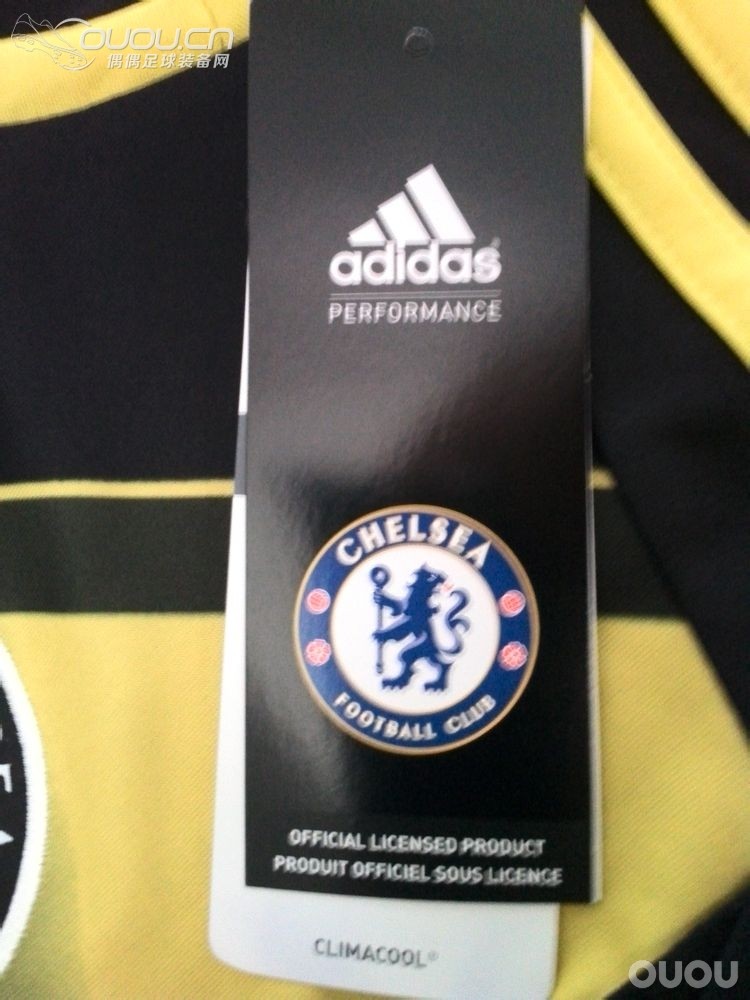 OUOU.CN
偶偶足球装备网
adidas®
PERFORMANCE
CHELSEA
FOOTBALL CLUB
OFFICIAL LICENSED PRODUCT
PRODUIT OFFICIEL SOUS LICENCE
CLIMACOOL®
OUOU